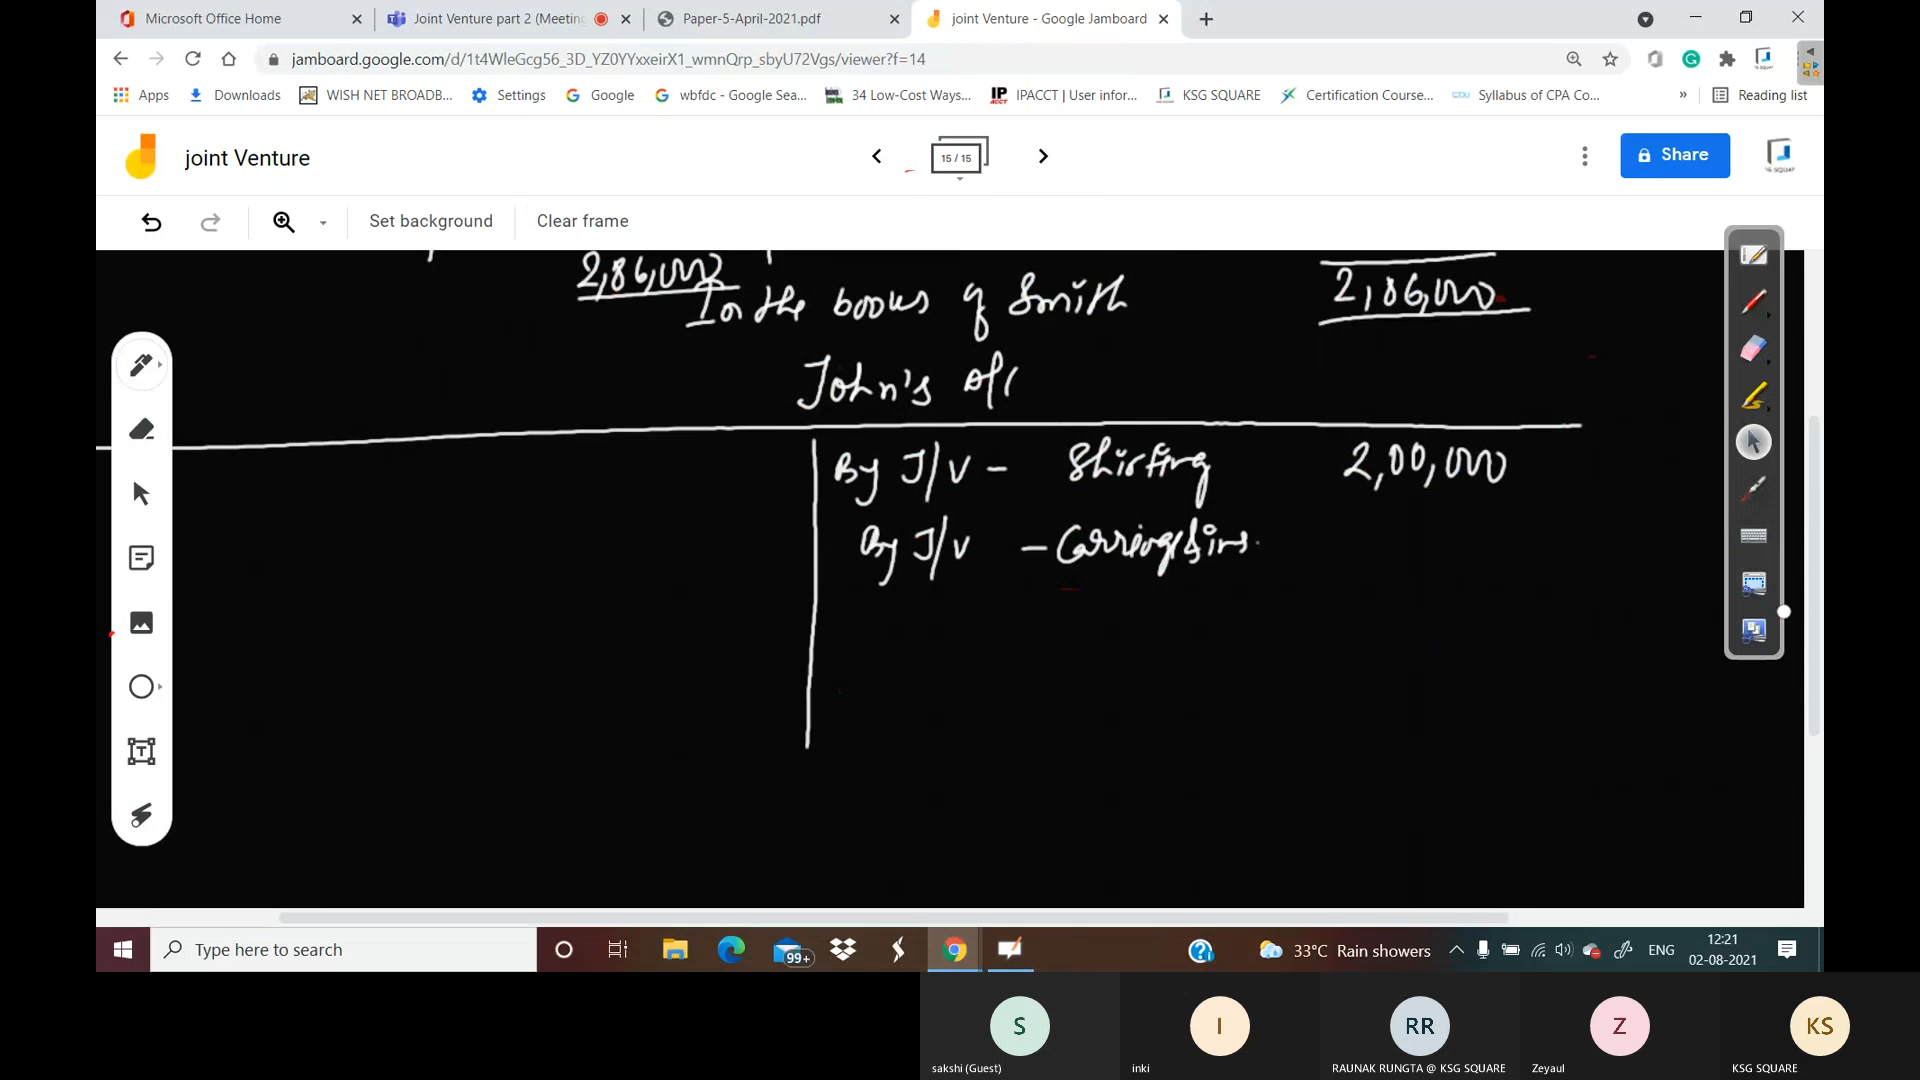 Microsoft Office Home
Joint Venture part 2 (Meeting
Paper-5-April-2021.pdf
joint Venture - Google Jamboard
jamboard.google.com/d/1t4WleGcg56_3D_YZ0YYxxeirX1_wmnQrp_sbyU72Vgs/viewer?f=14
Apps
Downloads
WISH NET BROADB...
Settings
Google
wbfdc - Google Sea...
34 Low-Cost Ways...
IPACCT | User infor...
KSG SQUARE
Certification Course...
Syllabus of CPA Co...
»
Reading list
joint Venture
15 / 15
Share
Set background
Clear frame
2,86,000
In the books of Smith
2,86,000
John's A/c
By J/V - Shirting 2,00,000
By J/V -
Type here to search
99+
33°C Rain showers
ENG
12:21
02-08-2021
S
I
RR
Z
KS
sakshi (Guest)
inki
RAUNAK RUNGTA @ KSG SQUARE
Zeyaul
KSG SQUARE